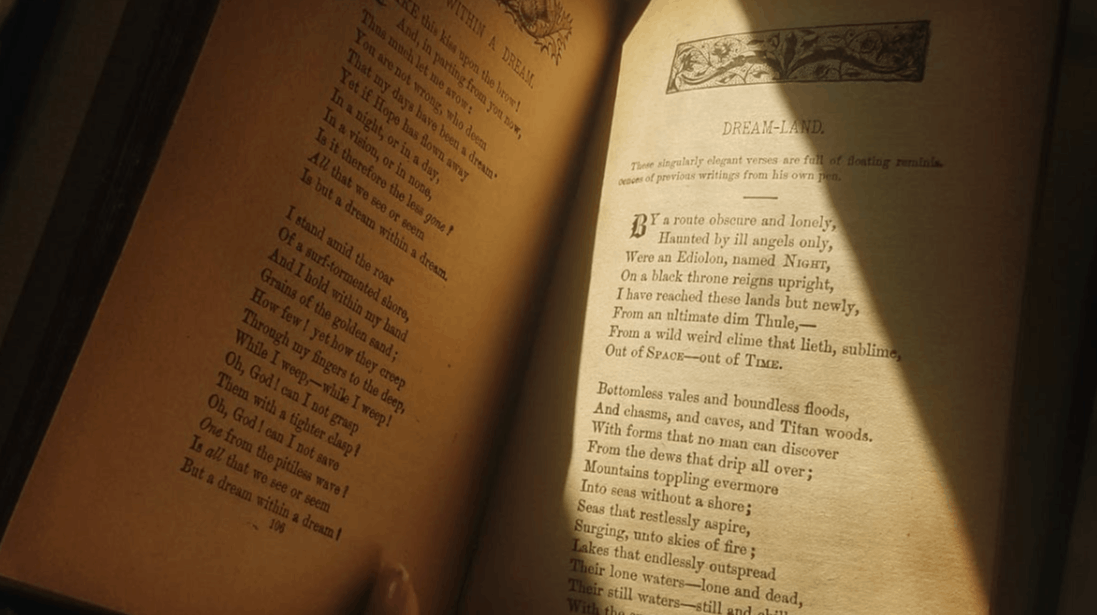 WITHIN A DREAM.
KE this kiss upon the brow!
And, in parting from you now,
Thus much let me avow:
You are not wrong, who deem
That my days have been a dream:
Yet if Hope has flown away
In a night, or in a day,
In a vision, or in none,
Is it therefore the less gone?
All that we see or seem
Is but a dream within a dream.
I stand amid the roar
Of a surf-tormented shore,
And I hold within my hand
Grains of the golden sand;
How few! yet how they creep
Through my fingers to the deep,
While I weep,—while I weep!
Oh, God! can I not grasp
Them with a tighter clasp!
Oh, God! can I not save
One from the pitiless wave!
Is all that we see or seem
But a dream within a dream!
106
DREAM-LAND.
These singularly elegant verses are full of floating reminis-
cences of previous writings from his own pen.
BY a route obscure and lonely,
Haunted by ill angels only,
Were an Ediolon, named NIGHT,
On a black throne reigns upright,
I have reached these lands but newly,
From an ultimate dim Thule,—
From a wild weird clime that lieth, sublime,
Out of SPACE—out of TIME.
Bottomless vales and boundless floods,
And chasms, and caves, and Titan woods.
With forms that no man can discover
From the dews that drip all over;
Mountains toppling evermore
Into seas without a shore;
Seas that restlessly aspire,
Surging, unto skies of fire;
Lakes that endlessly outspread
Their lone waters—lone and dead,
Their still waters—still and
With the